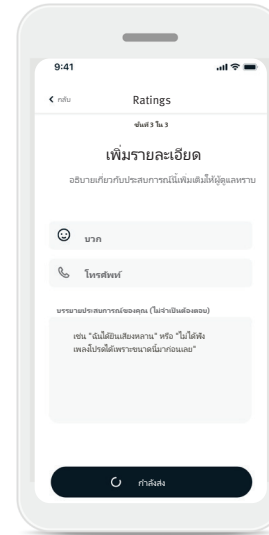 9:41
กลับ
Ratings
ขั้นที่ 3 ใน 3
เพิ่มรายละเอียด
อธิบายเกี่ยวกับประสบการณ์นี้เพิ่มเติมให้ผู้ดูแลทราบ
บวก
โทรศัพท์
บรรยายประสบการณ์ของคุณ (ไม่จำเป็นต้องตอบ)
เช่น "ฉันได้ยินเสียงหลาน" หรือ "ไม่ได้ฟัง
เพลงโปรดได้เพราะขนาดนี้มาก่อนเลย"
กำลังส่ง